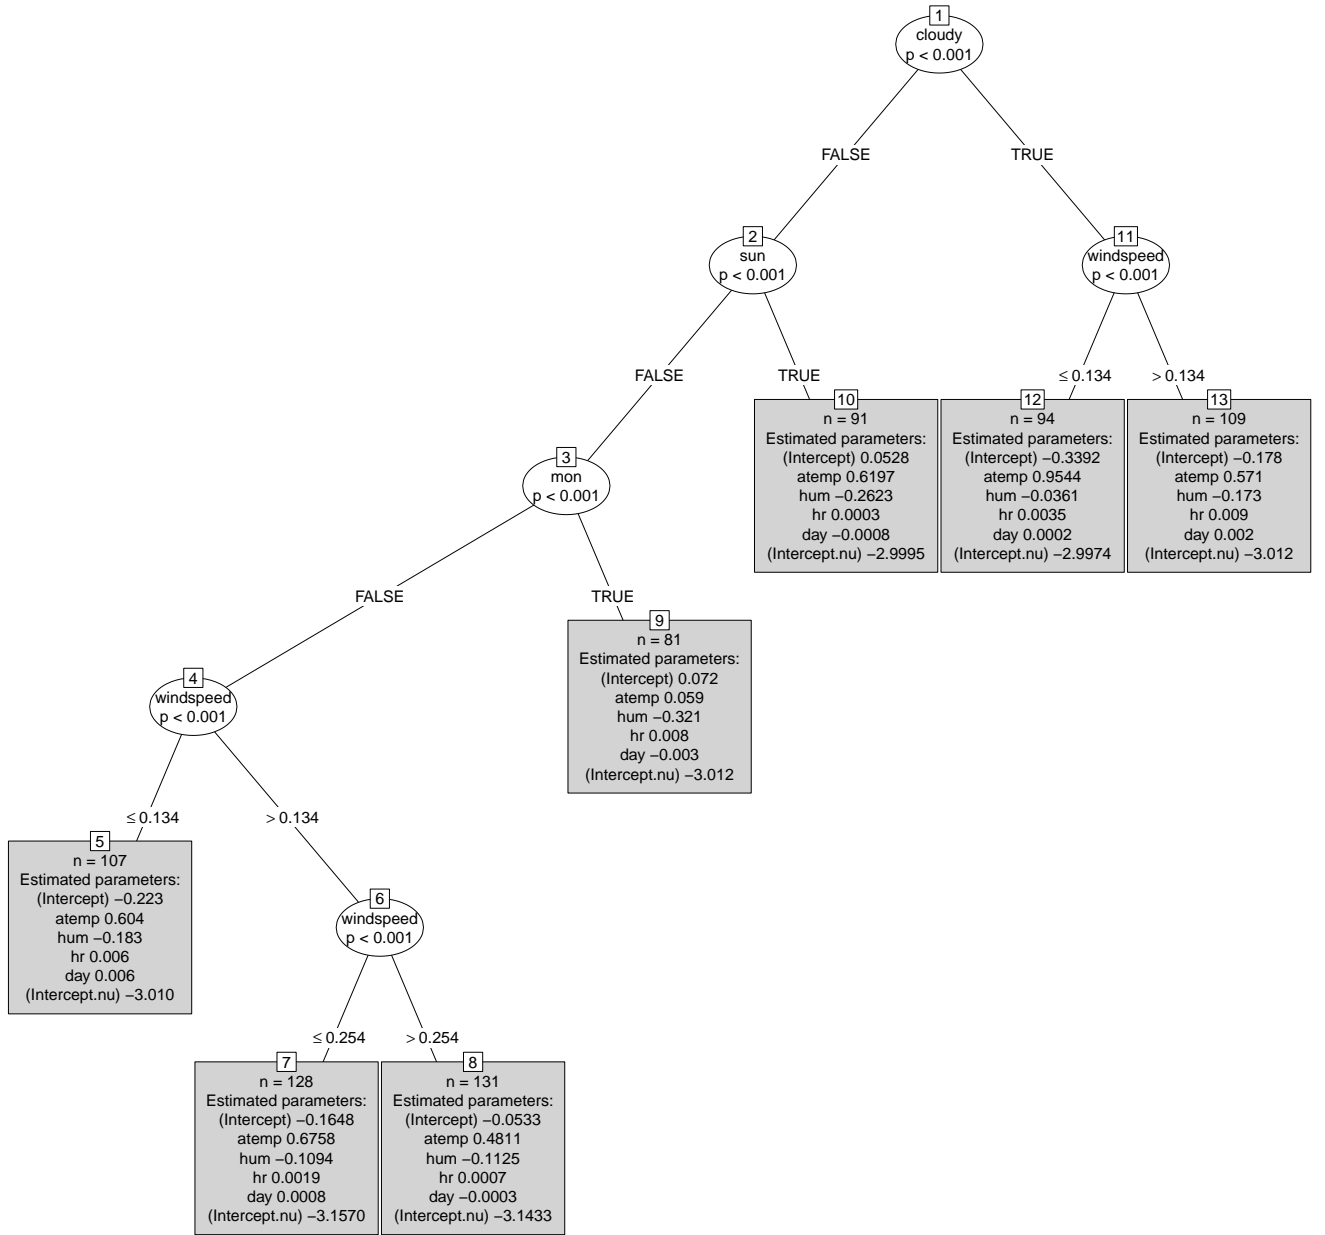 1
cloudy
p < 0.001
FALSE
TRUE
2
sun
p < 0.001
11
windspeed
p < 0.001
FALSE
TRUE
≤ 0.134
> 0.134
3
mon
p < 0.001
10
n = 91
Estimated parameters:
(Intercept) −0.0528
atemp 0.6197
hum −0.2623
hr 0.0003
day −0.0008
(Intercept.nu) −2.9995
12
n = 94
Estimated parameters:
(Intercept) −0.3392
atemp 0.9544
hum −0.0361
hr 0.0035
day 0.0002
(Intercept.nu) −2.9974
13
n = 109
Estimated parameters:
(Intercept) −0.178
atemp 0.571
hum −0.173
hr 0.009
day 0.002
(Intercept.nu) −3.012
FALSE
TRUE
4
windspeed
p < 0.001
9
n = 81
Estimated parameters:
(Intercept) 0.072
atemp 0.059
hum −0.321
hr 0.008
day −0.003
(Intercept.nu) −3.012
≤ 0.134
> 0.134
5
n = 107
Estimated parameters:
(Intercept) −0.223
atemp 0.604
hum −0.183
hr 0.006
day 0.006
(Intercept.nu) −3.010
6
windspeed
p < 0.001
≤ 0.254
> 0.254
7
n = 128
Estimated parameters:
(Intercept) −0.1648
atemp 0.6758
hum −0.1094
hr 0.0019
day 0.0008
(Intercept.nu) −3.1570
8
n = 131
Estimated parameters:
(Intercept) −0.0533
atemp 0.4811
hum −0.1125
hr 0.0007
day −0.0003
(Intercept.nu) −3.1433